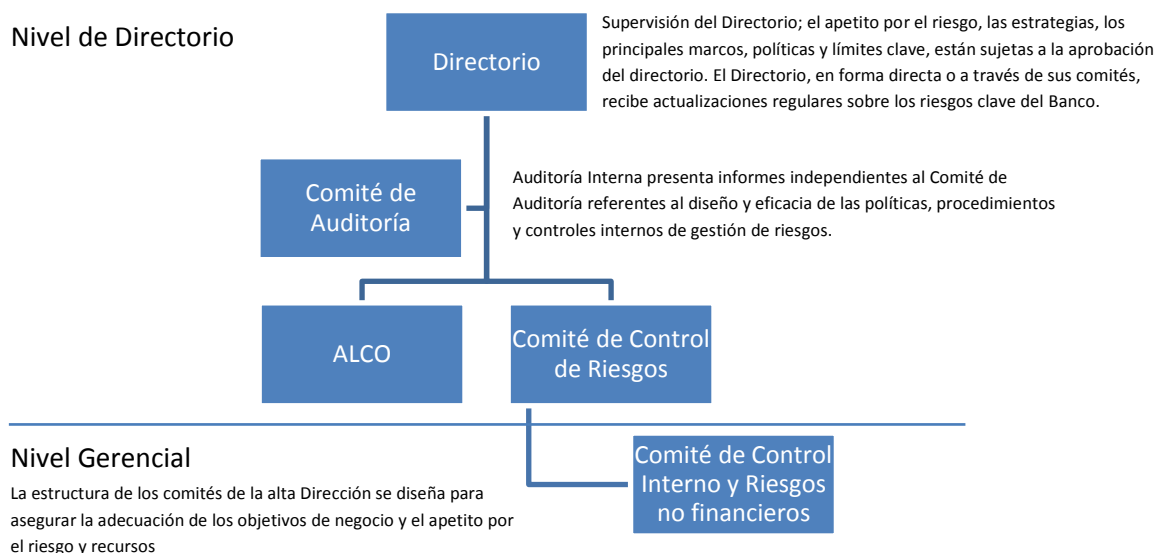 Nivel de Directorio
Directorio
Supervisión del Directorio; el apetito por el riesgo, las estrategias, los
principales marcos, políticas y límites clave, están sujetas a la aprobación
del directorio. El Directorio, en forma directa o a través de sus comités,
recibe actualizaciones regulares sobre los riesgos clave del Banco.
Comité de
Auditoría
Auditoría Interna presenta informes independientes al Comité de
Auditoría referentes al diseño y eficacia de las políticas, procedimientos
y controles internos de gestión de riesgos.
ALCO
Comité de Control
de Riesgos
Nivel Gerencial
La estructura de los comités de la alta Dirección se diseña para
asegurar la adecuación de los objetivos de negocio y el apetito por
el riesgo y recursos
Comité de Control
Interno y Riesgos
no financieros